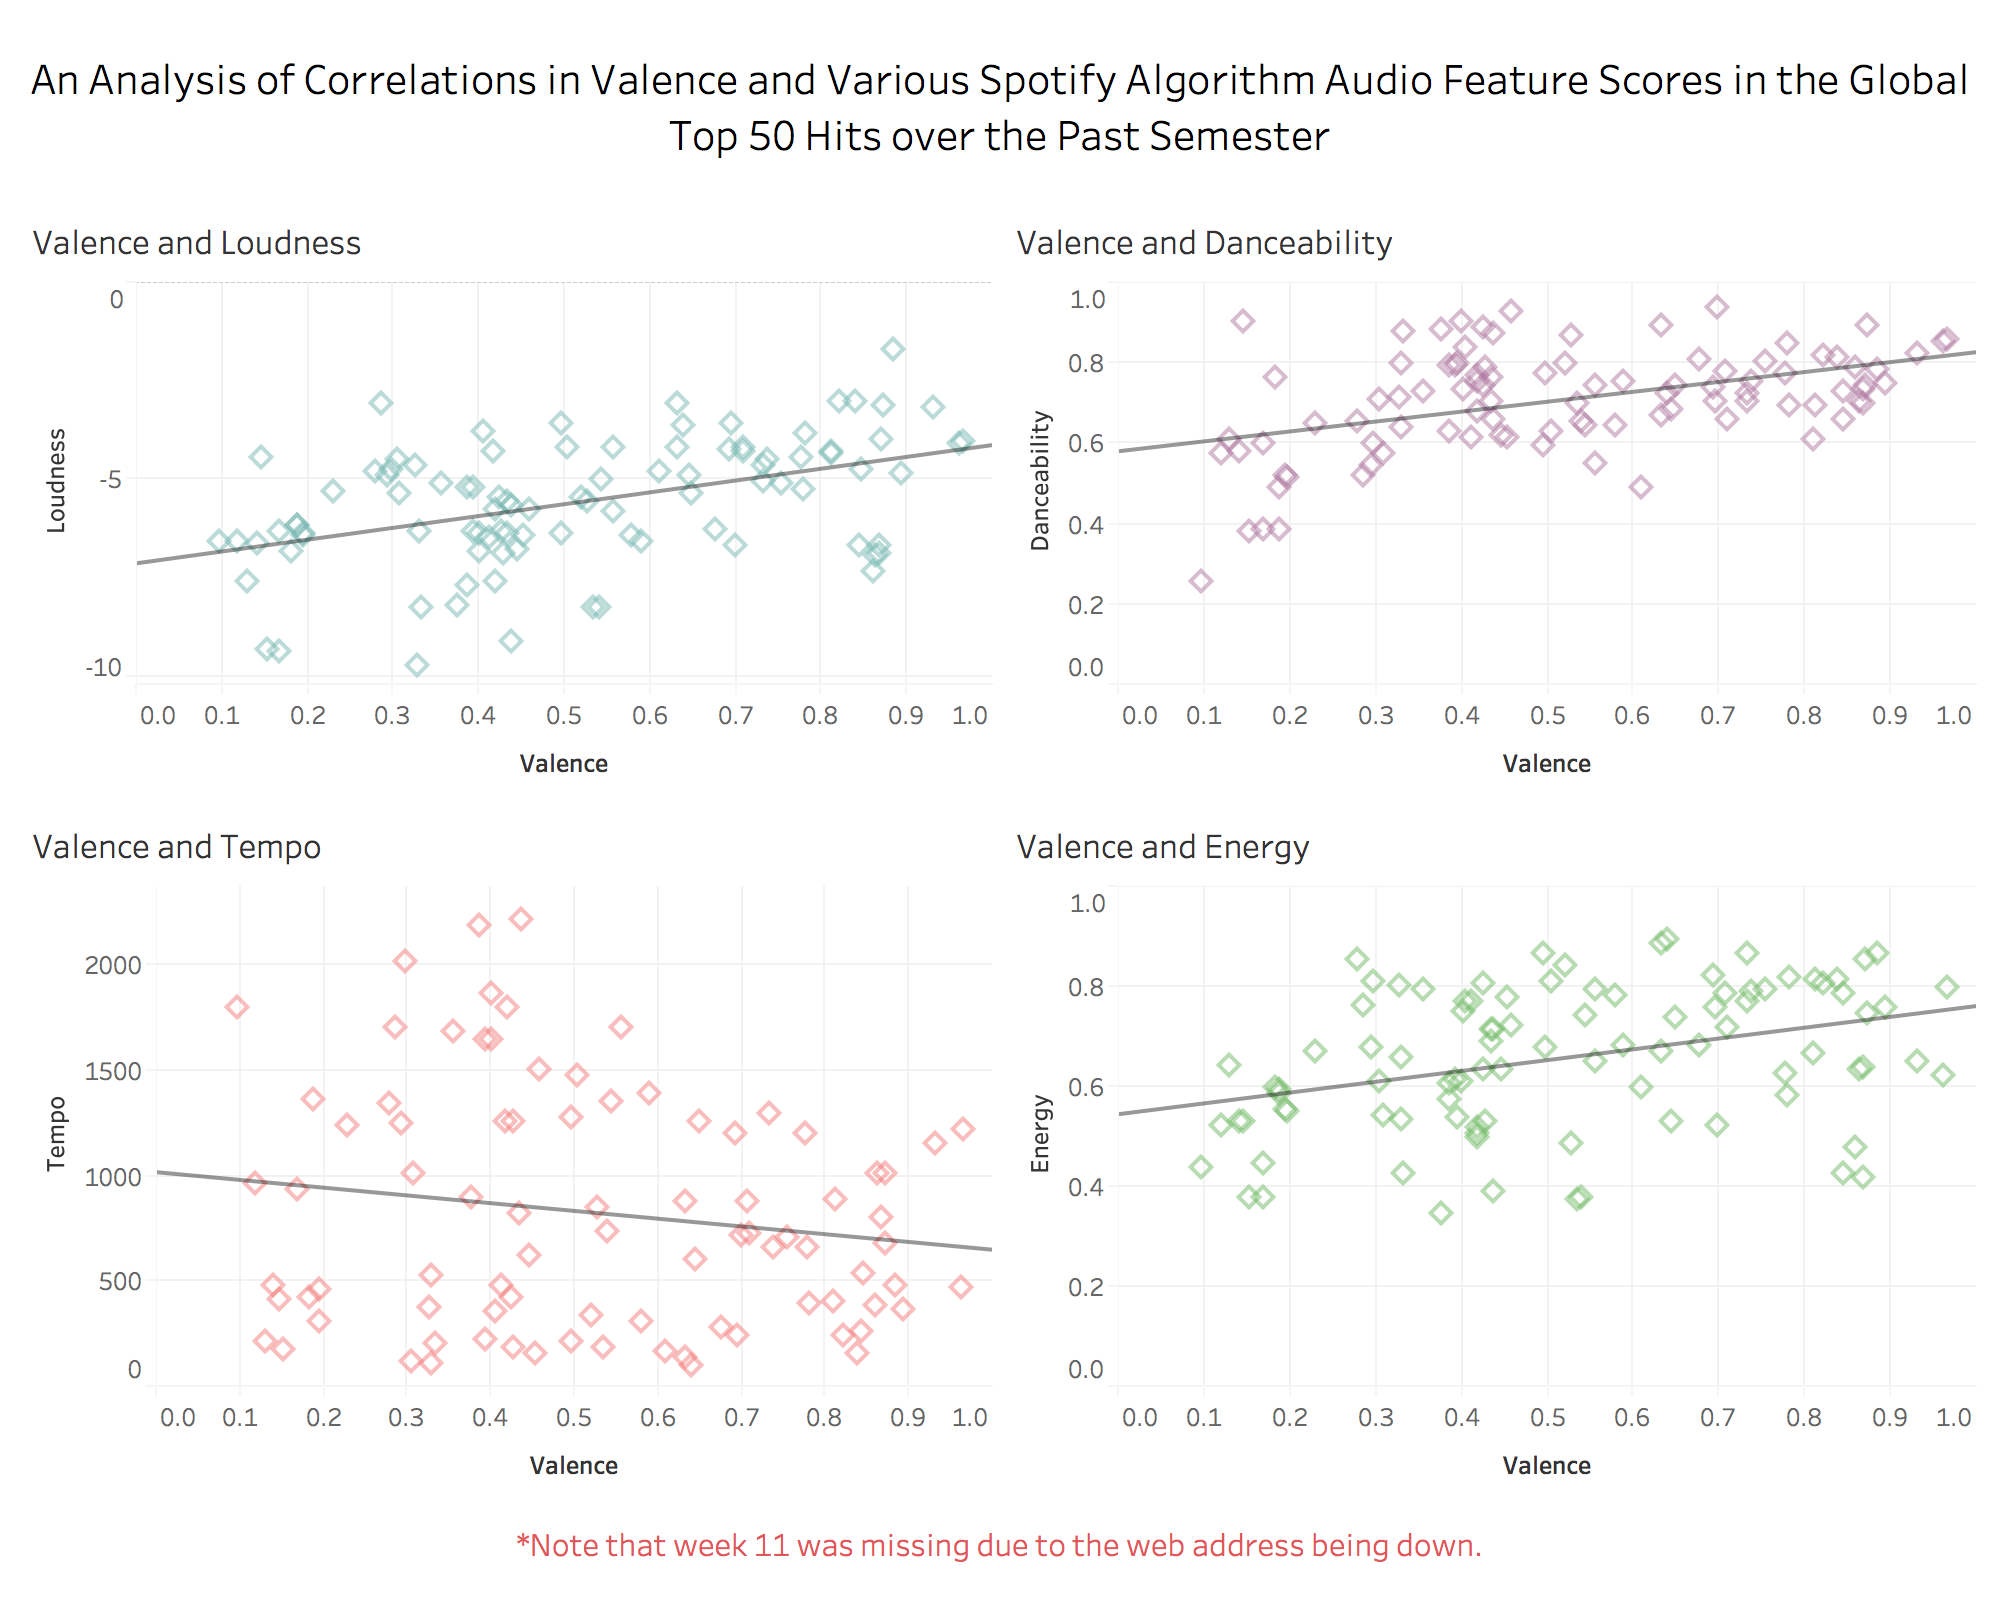 An Analysis of Correlations in Valence and Various Spotify Algorithm Audio Feature Scores in the Global
Top 50 Hits over the Past Semester
Valence and Loudness
0
-5
-10
Loudness
0.0 0.1 0.2 0.3 0.4 0.5 0.6 0.7 0.8 0.9 1.0
Valence
Valence and Danceability
1.0
0.8
0.6
0.4
0.2
0.0
Danceability
0.0 0.1 0.2 0.3 0.4 0.5 0.6 0.7 0.8 0.9 1.0
Valence
Valence and Tempo
2000
1500
1000
500
0
Tempo
0.0 0.1 0.2 0.3 0.4 0.5 0.6 0.7 0.8 0.9 1.0
Valence
Valence and Energy
1.0
0.8
0.6
0.4
0.2
0.0
Energy
0.0 0.1 0.2 0.3 0.4 0.5 0.6 0.7 0.8 0.9 1.0
Valence
*Note that week 11 was missing due to the web address being down.